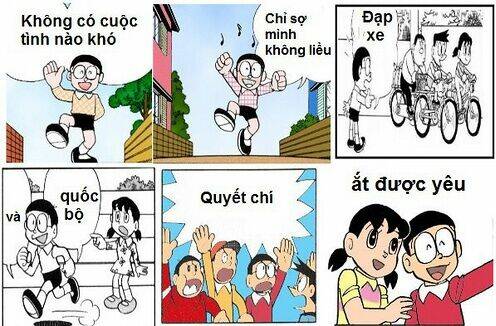 Không có cuộc
tình nào khó
Chỉ sợ
mình
không liều
Đạp
xe
và
quốc
bộ
Quyết chí
ắt được yêu